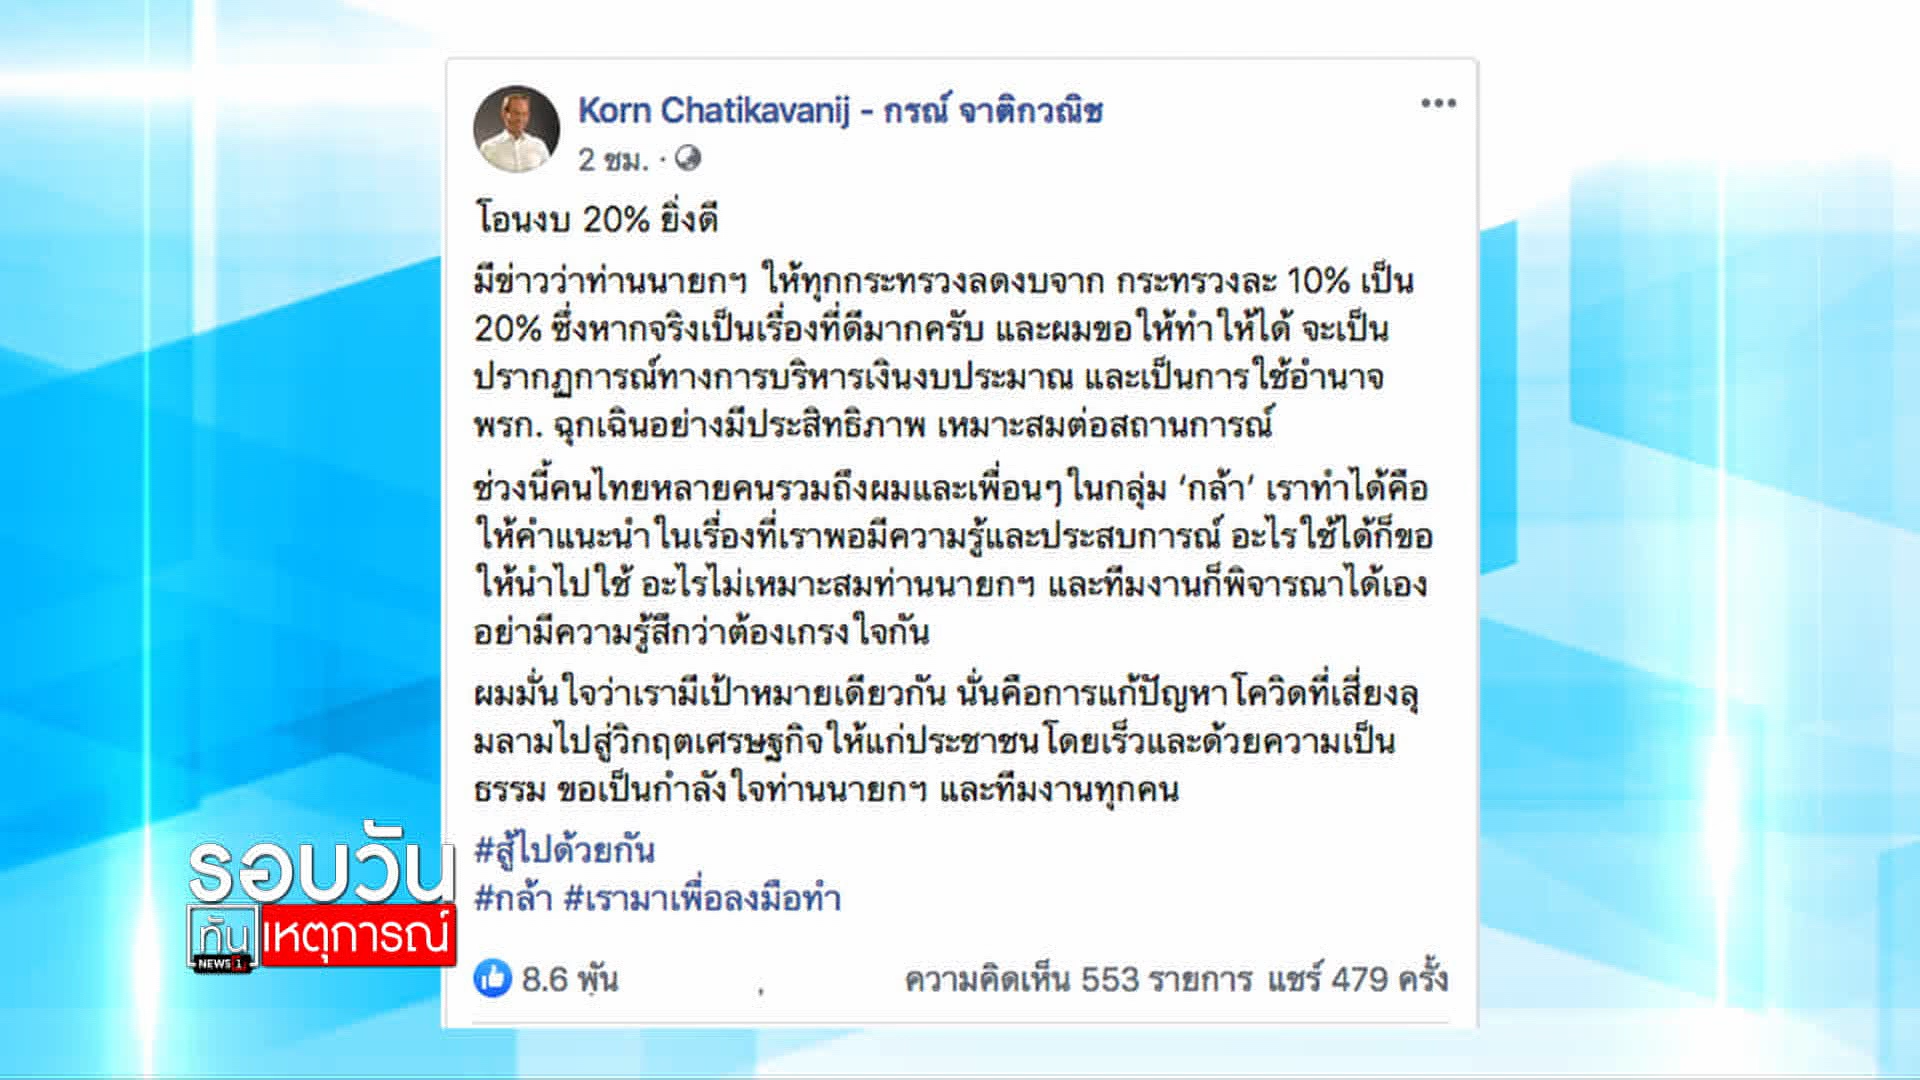 Korn Chatikavanij - กรณ์ จาติกวณิช
2 ชม. ·
โอนงบ 20% ยิ่งดี
มีข่าวว่าท่านนายกฯ ให้ทุกกระทรวงลดงบจาก กระทรวงละ 10% เป็น
20% ซึ่งหากจริงเป็นเรื่องที่ดีมากครับ และผมขอให้ทำให้ได้ จะเป็น
ปรากฏการณ์ทางการบริหารเงินงบประมาณ และเป็นการใช้อำนาจ
พรก. ฉุกเฉินอย่างมีประสิทธิภาพ เหมาะสมต่อสถานการณ์
ช่วงนี้คนไทยหลายคนรวมถึงผมและเพื่อนๆในกลุ่ม ‘กล้า’ เราทำได้คือ
ให้คำแนะนำในเรื่องที่เราพอมีความรู้และประสบการณ์ อะไรใช้ได้ก็ขอ
ให้นำไปใช้ อะไรไม่เหมาะสมท่านนายกฯ และทีมงานก็พิจารณาได้เอง
อย่ามีความรู้สึกว่าต้องเกรงใจกัน
ผมมั่นใจว่าเรามีเป้าหมายเดียวกัน นั่นคือการแก้ปัญหาโควิดที่เสี่ยงลุ
มลามไปสู่วิกฤตเศรษฐกิจให้แก่ประชาชนโดยเร็วและด้วยความเป็น
ธรรม ขอเป็นกำลังใจท่านนายกฯ และทีมงานทุกคน
#สู้ไปด้วยกัน
#กล้า #เรามาเพื่อลงมือทำ
8.6 พัน
ความคิดเห็น 553 รายการ แชร์ 479 ครั้ง
รอบวัน
ทันเหตุการณ์
NEWS 1